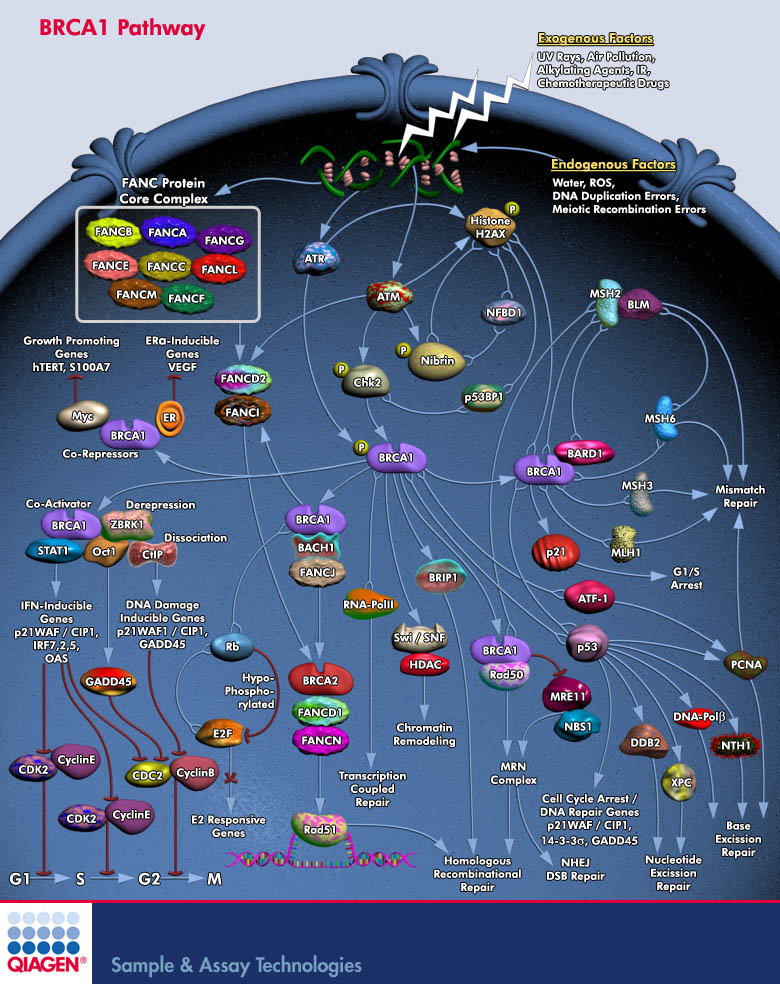 BRCA1 Pathway
Exogenous Factors
UV Rays, Air Pollution,
Alkylating Agents, IR,
Chemotherapeutic Drugs
Endogenous Factors
Water, ROS,
DNA Duplication Errors,
Meiotic Recombination Errors
FANC Protein
Core Complex
FANCB
FANCA
FANCG
FANCE
FANCC
FANCL
FANCM
FANCF
P
Histone
H2AX
ATR
ATM
NFBD1
MSH2
BLM
Growth Promoting
Genes
hTERT, S100A7
ERa-Inducible
Genes
VEGF
P
Nibrin
P
Chk2
p53BP1
FANCD2
FANCI
Myc
ER
BRCA1
Co-Repressors
MSH6
P
BRCA1
BARD1
BRCA1
MSH3
Mismatch
Repair
Co-Activator
Derepression
BRCA1
ZBRK1
Dissociation
STAT1
Oct1
CtIP
BRCA1
BACH1
FANCJ
p21
MLH1
G1/S
Arrest
BRIP1
RNA-PolII
ATF-1
IFN-Inducible
Genes
p21WAF / CIP1,
IRF7,2,5,
OAS
DNA Damage
Inducible Genes
p21WAF1 / CIP1,
GADD45
Rb
Swi / SNF
HDAC
BRCA1
Rad50
p53
PCNA
GADD45
Hypo-
Phospho-
rylated
BRCA2
FANCD1
FANCN
MRE11
NBS1
DNA-Polβ
E2F
Chromatin
Remodeling
DDB2
NTH1
CDK2
CyclinE
CDC2
CyclinB
MRN
Complex
XPC
Transcription
Coupled
Repair
Cell Cycle Arrest /
DNA Repair Genes
p21WAF / CIP1,
14-3-3σ, GADD45
CDK2
CyclinE
E2 Responsive
Genes
Rad51
Base
Excission
Repair
Homologous
Recombinational
Repair
NHEJ
DSB Repair
Nucleotide
Excission
Repair
G1
S
G2
M
QIAGEN®
Sample & Assay Technologies